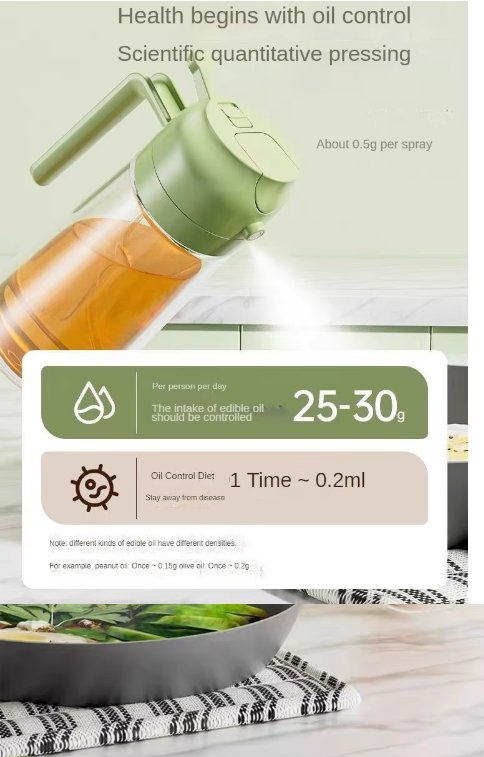 Health begins with oil control
Scientific quantitative pressing
About 0.5g per spray
Per person per day
The intake of edible oil
should be controlled
25-30g
Oil Control Diet
1 Time ~ 0.2ml
Stay away from disease
Note: different kinds of edible oil have different densities.
For example, peanut oil: Once ~ 0.15g olive oil: Once ~ 0.2g